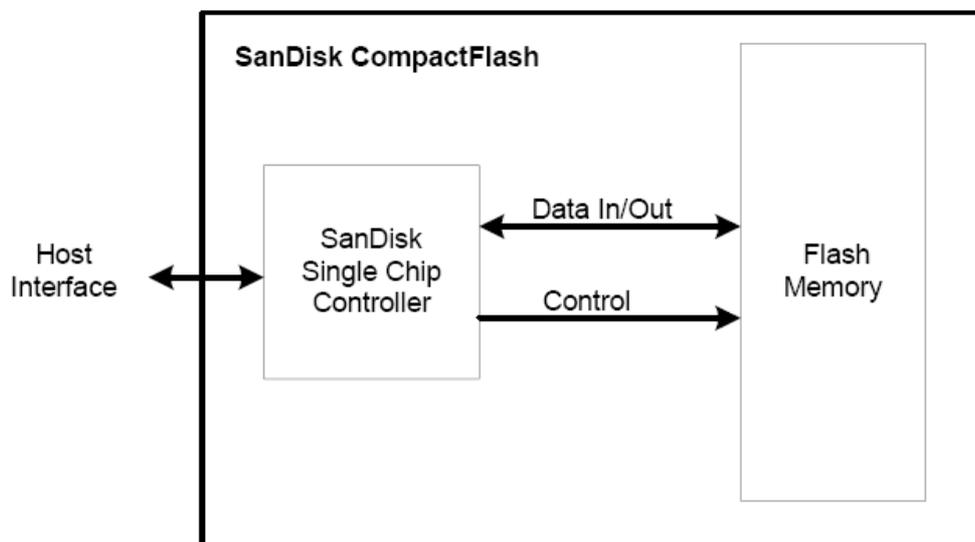 SanDisk CompactFlash
Host
Interface
SanDisk
Single Chip
Controller
Data In/Out
Control
Flash
Memory